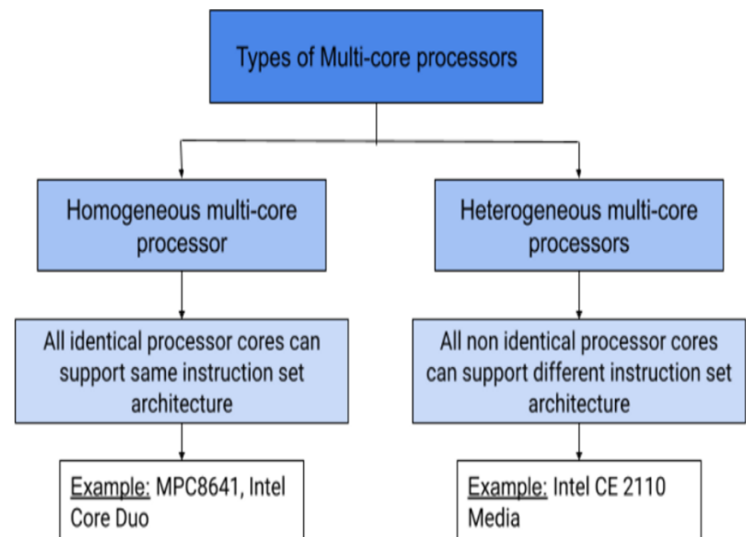 Types of Multi-core processors
Homogeneous multi-core
processor
Heterogeneous multi-core
processors
All identical processor cores can
support same instruction set
architecture
All non identical processor cores
can support different instruction set
architecture
Example: MPC8641, Intel
Core Duo
Example: Intel CE 2110
Media